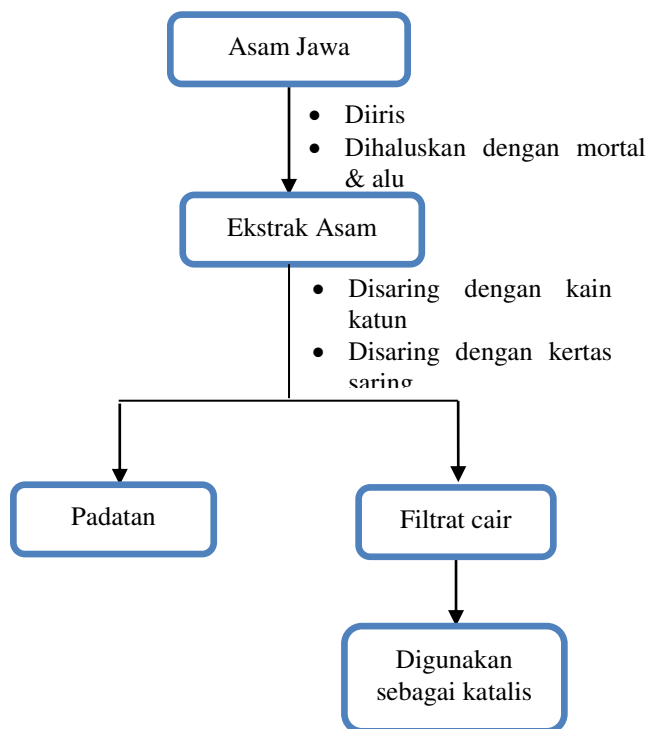 Asam Jawa
• Diiris
• Dihaluskan dengan mortal
& alu
Ekstrak Asam
• Disaring dengan kain
katun
• Disaring dengan kertas
saring
Padatan
Filtrat cair
Digunakan
sebagai katalis